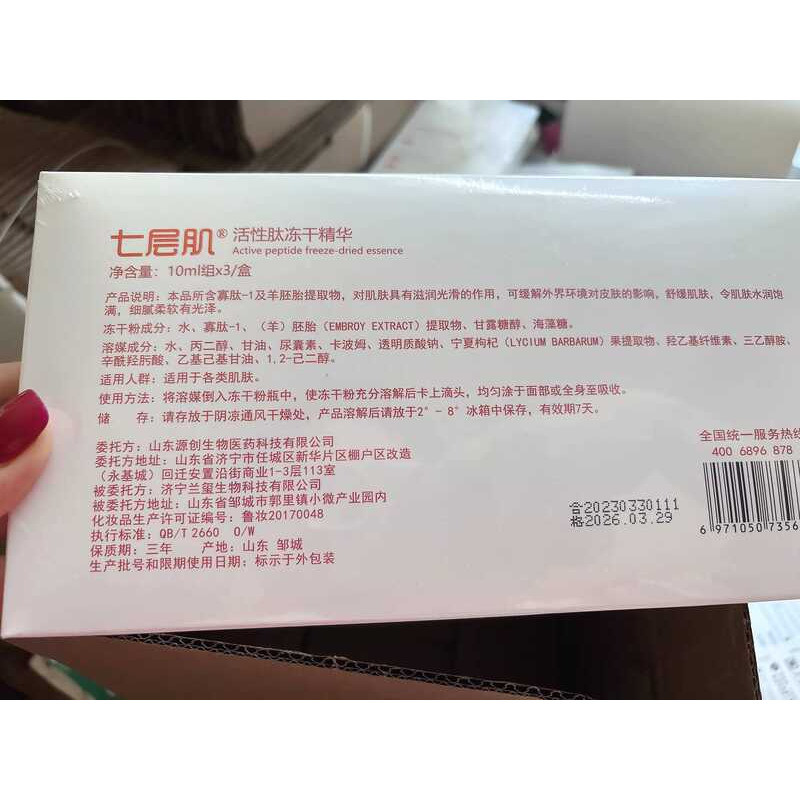 七层肌® 活性肽冻干精华
Active peptide freeze-dried essence
净含量：10ml组x3/盒
产品说明：本品所含寡肽-1及羊胚胎提取物，对肌肤具有滋润光滑的作用，可缓解外界环境对皮肤的影响，舒缓肌肤，令肌肤水润饱
满，细腻柔软有光泽。
冻干粉成分：水、寡肽-1、（羊）胚胎（EMBROY EXTRACT）提取物、甘露糖醇、海藻糖。
溶媒成分：水、丙二醇、甘油、尿囊素、卡波姆、透明质酸钠、宁夏枸杞（LYCIUM BARBARUM）果提取物、羟乙基纤维素、三乙醇胺、
辛酰羟肟酸、乙基己基甘油、1,2-己二醇。
适用人群：适用于各类肌肤。
使用方法：将溶媒倒入冻干粉瓶中，使冻干粉充分溶解后卡上滴头，均匀涂于面部或全身至吸收。
储 存：请存放于阴凉通风干燥处，产品溶解后请放于2°-8°冰箱中保存，有效期7天。
委托方：山东源创生物医药科技有限公司
委托方地址：山东省济宁市任城区新华片区棚户区改造
（永基城）回迁安置沿街商业1-3层113室
被委托方：济宁兰玺生物科技有限公司
被委托方地址：山东省邹城市郭里镇小微产业园内
化妆品生产许可证编号：鲁妆20170048
执行标准：QB/T 2660 O/W
保质期：三年 产地：山东 邹城
生产批号和限期使用日期：标示于外包装
全国统一服务热线
400 6896 878
合20230330111
格2026.03.29
6 971050 7356